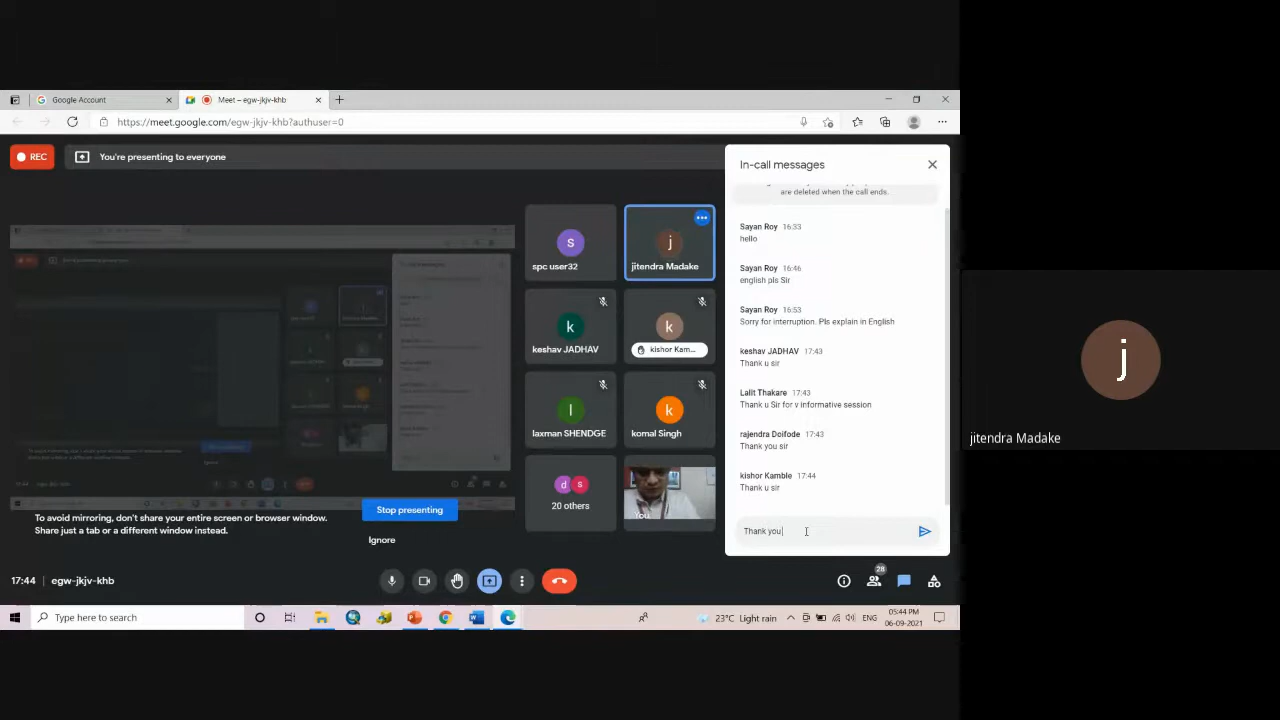 Google Account
Meet – egw-jkjv-khb
https://meet.google.com/egw-jkjv-khb?authuser=0
REC
You're presenting to everyone
In-call messages
are deleted when the call ends.
Sayan Roy 16:33
hello
Sayan Roy 16:46
english pls Sir
Sayan Roy 16:53
Sorry for interruption. Pls explain in English
keshav JADHAV 17:43
Thank u sir
Lalit Thakare 17:43
Thank u Sir for v informative session
rajendra Doifode 17:43
Thank you sir
kishor Kamble 17:44
Thank u sir
Thank you
s
spc user32
j
jitendra Madake
k
keshav JADHAV
k
kishor Kam...
l
laxman SHENDGE
k
komal Singh
d s
20 others
You
To avoid mirroring, don't share your entire screen or browser window.
Share just a tab or a different window instead.
Stop presenting
Ignore
17:44 | egw-jkjv-khb
28
Type here to search
23°C Light rain
ENG
05:44 PM
06-09-2021
j
jitendra Madake